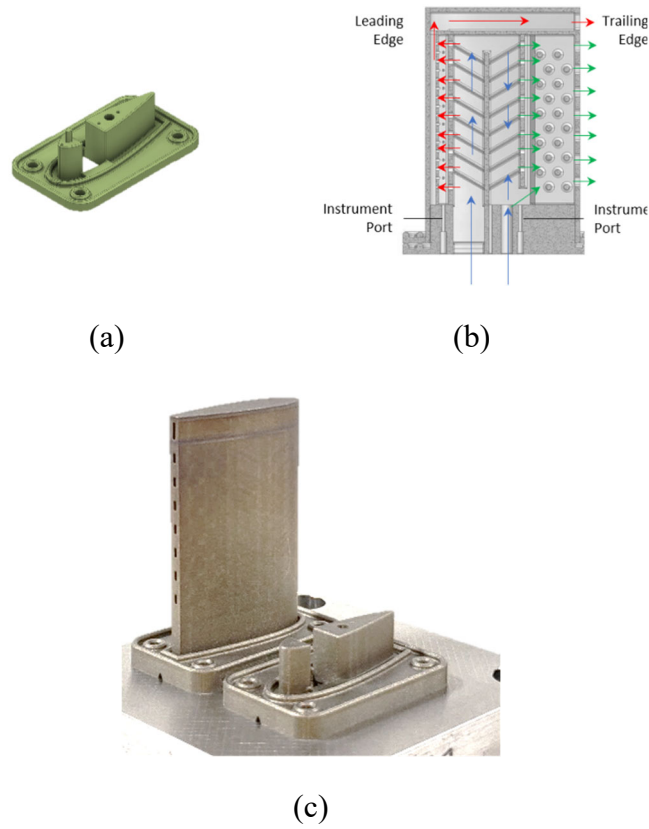 Leading
Edge
Trailing
Edge
Instrument
Port
Instrume
Port
(a)
(b)
(c)